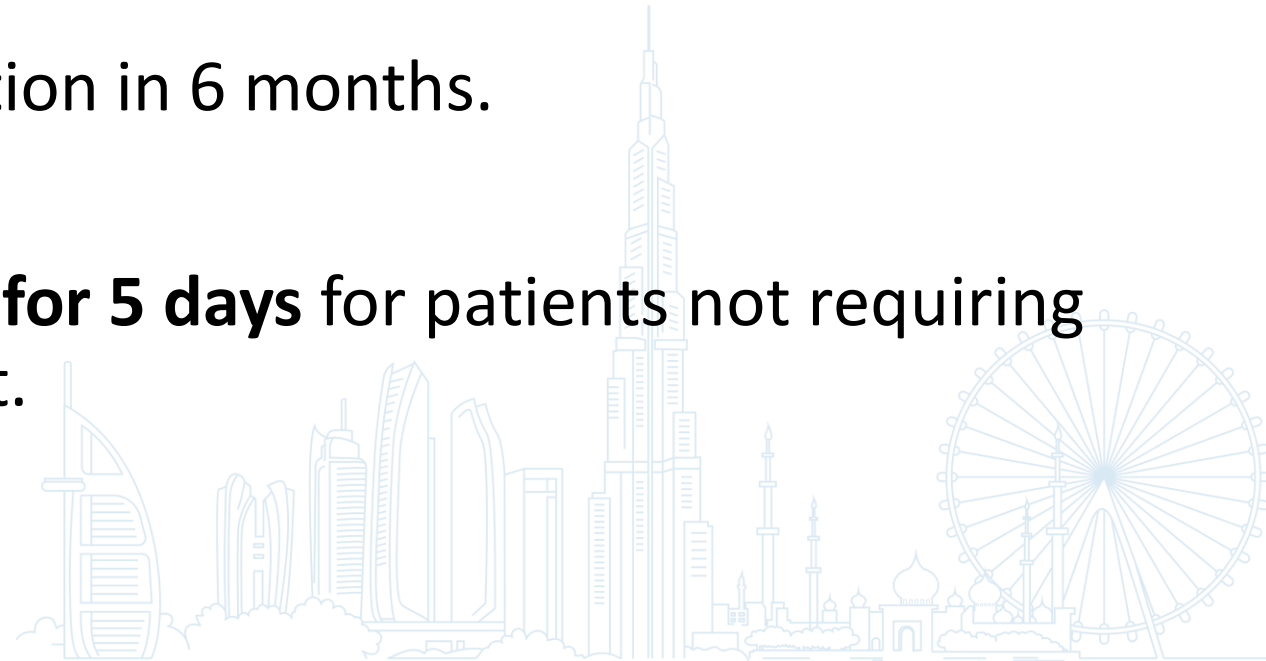 tion in 6 months.
for 5 days for patients not requiring
t.